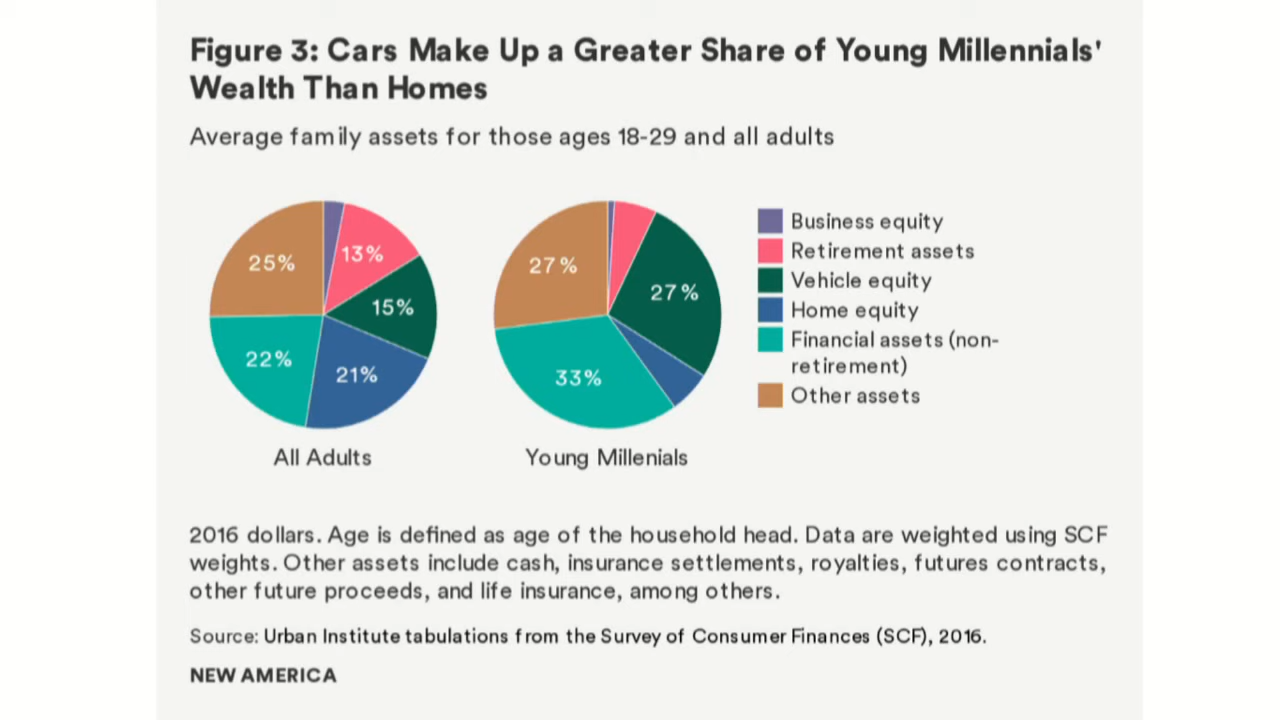 Figure 3: Cars Make Up a Greater Share of Young Millennials'
Wealth Than Homes
Average family assets for those ages 18-29 and all adults
25%
13%
15%
21%
22%
All Adults
27%
27%
33%
Young Millenials
Business equity
Retirement assets
Vehicle equity
Home equity
Financial assets (non-
retirement)
Other assets
2016 dollars. Age is defined as age of the household head. Data are weighted using SCF
weights. Other assets include cash, insurance settlements, royalties, futures contracts,
other future proceeds, and life insurance, among others.
Source: Urban Institute tabulations from the Survey of Consumer Finances (SCF), 2016.
NEW AMERICA